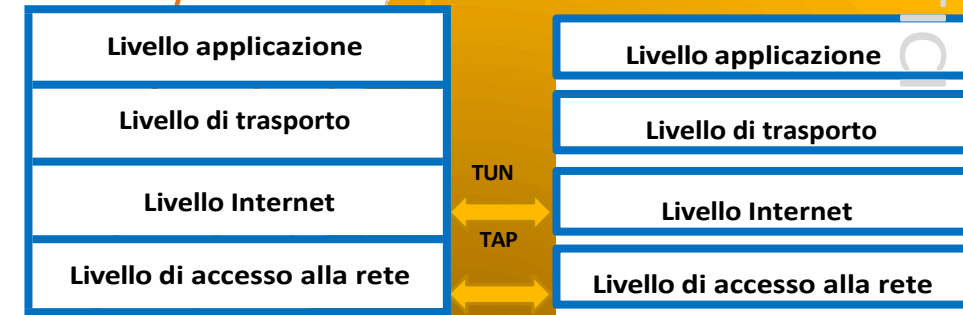 Livello applicazione
Livello di trasporto
Livello Internet
Livello di accesso alla rete
TUN
TAP
Livello applicazione
Livello di trasporto
Livello Internet
Livello di accesso alla rete